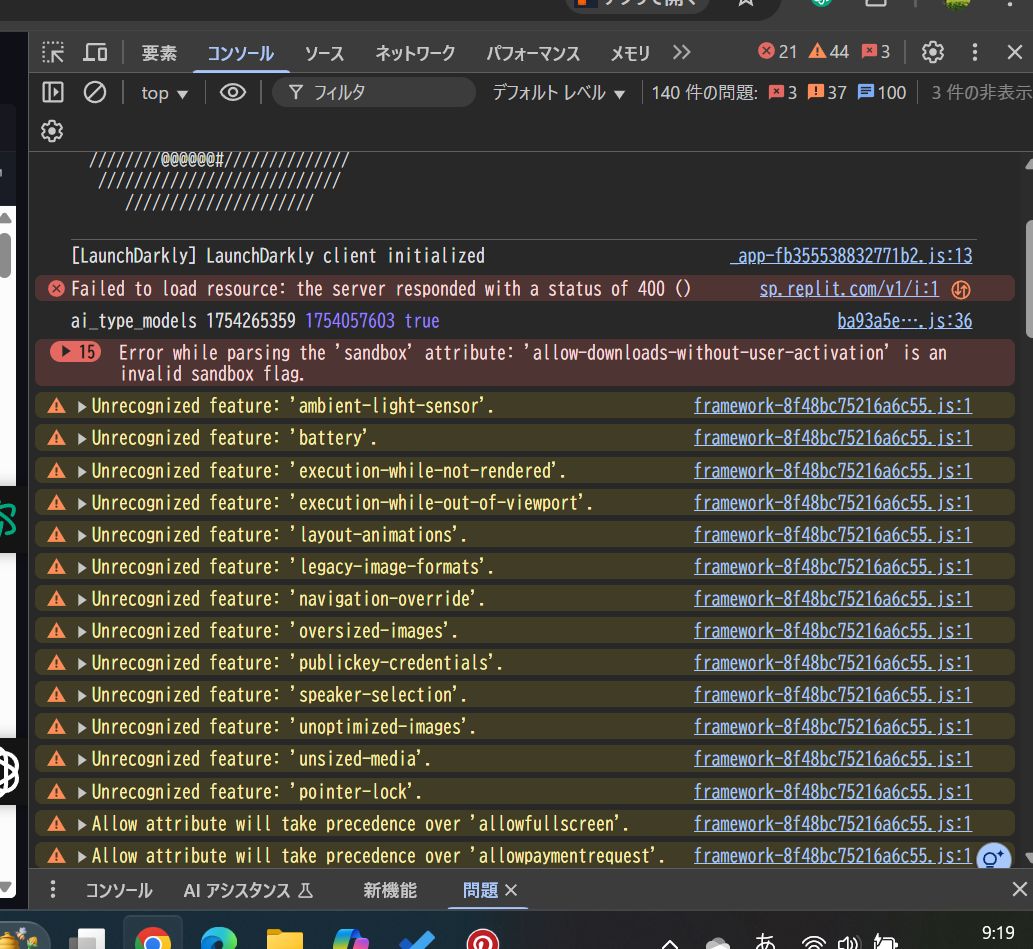 要素 コンソール ソース ネットワーク パフォーマンス メモリ 21 44 3
top フィルタ デフォルト レベル 140 件の問題: 3 37 100 3 件の非表示
////////@@@@@@#//////////////
///////////////////////////
/////////////////////
[LaunchDarkly] LaunchDarkly client initialized _app-fb355538832771b2.js:13
Failed to load resource: the server responded with a status of 400 () sp.replit.com/v1/i:1
ai_type_models 1754265359 1754057603 true ba93a5e….js:36
15 Error while parsing the 'sandbox' attribute: 'allow-downloads-without-user-activation' is an
invalid sandbox flag.
Unrecognized feature: 'ambient-light-sensor'. framework-8f48bc75216a6c55.js:1
Unrecognized feature: 'battery'. framework-8f48bc75216a6c55.js:1
Unrecognized feature: 'execution-while-not-rendered'. framework-8f48bc75216a6c55.js:1
Unrecognized feature: 'execution-while-out-of-viewport'. framework-8f48bc75216a6c55.js:1
Unrecognized feature: 'layout-animations'. framework-8f48bc75216a6c55.js:1
Unrecognized feature: 'legacy-image-formats'. framework-8f48bc75216a6c55.js:1
Unrecognized feature: 'navigation-override'. framework-8f48bc75216a6c55.js:1
Unrecognized feature: 'oversized-images'. framework-8f48bc75216a6c55.js:1
Unrecognized feature: 'publickey-credentials'. framework-8f48bc75216a6c55.js:1
Unrecognized feature: 'speaker-selection'. framework-8f48bc75216a6c55.js:1
Unrecognized feature: 'unoptimized-images'. framework-8f48bc75216a6c55.js:1
Unrecognized feature: 'unsized-media'. framework-8f48bc75216a6c55.js:1
Unrecognized feature: 'pointer-lock'. framework-8f48bc75216a6c55.js:1
Allow attribute will take precedence over 'allowfullscreen'. framework-8f48bc75216a6c55.js:1
Allow attribute will take precedence over 'allowpaymentrequest'. framework-8f48bc75216a6c55.js:1
コンソール AI アシスタンス 新機能 問題
あ 9:19